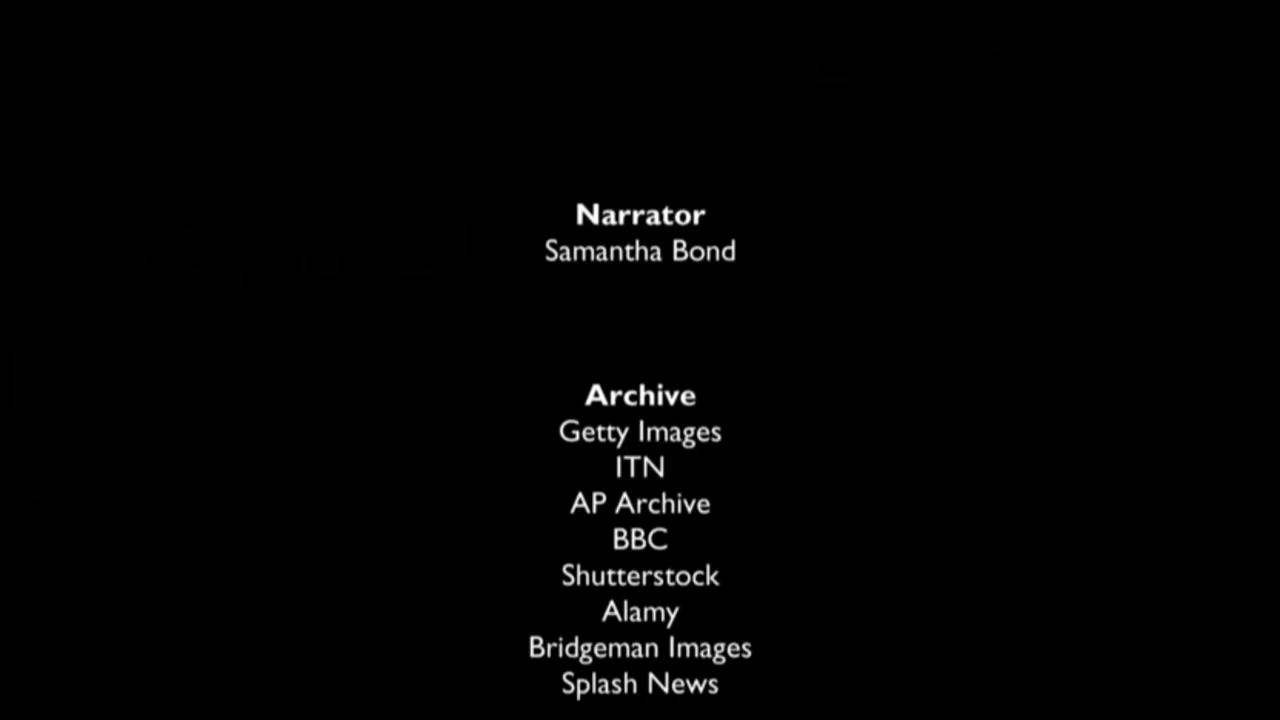 Narrator
Samantha Bond
Archive
Getty Images
ITN
AP Archive
BBC
Shutterstock
Alamy
Bridgeman Images
Splash News